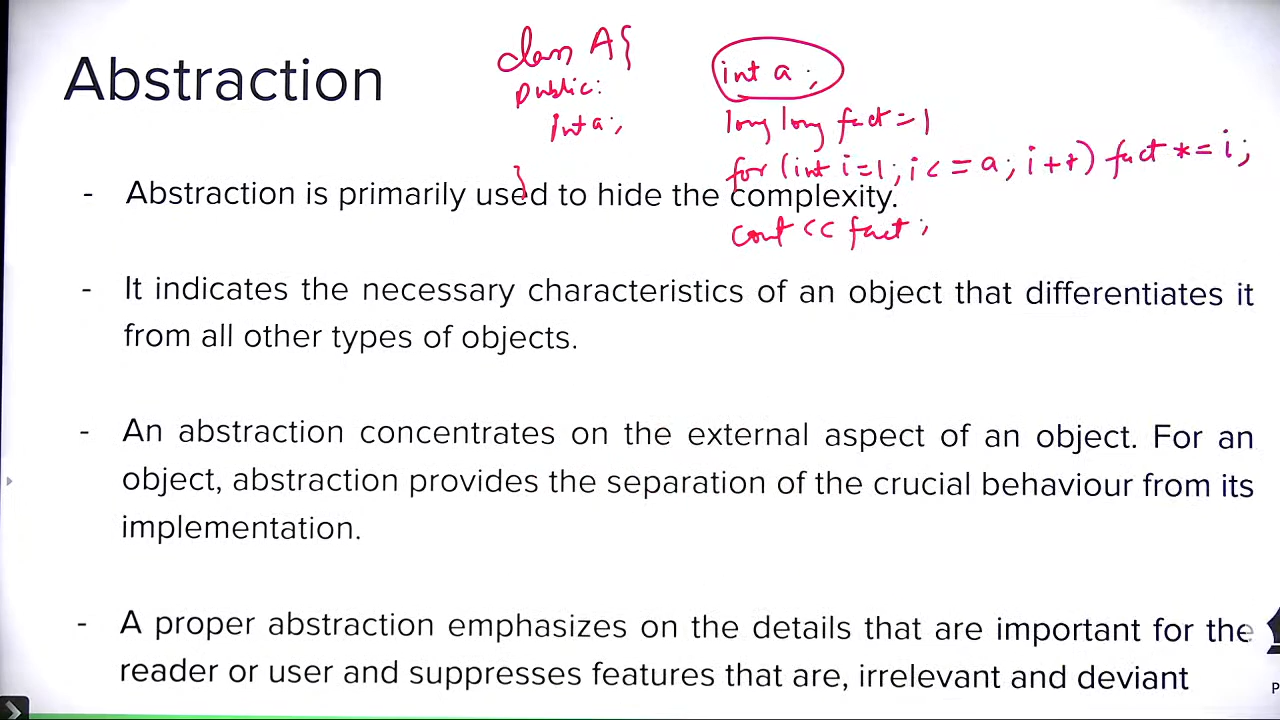 Abstraction
class A{
public:
int a;
}
int a;
long long fact = 1
for (int i=1; i <= a; i++) fact *= i;
cout << fact;
- Abstraction is primarily used to hide the complexity.
- It indicates the necessary characteristics of an object that differentiates it
from all other types of objects.
- An abstraction concentrates on the external aspect of an object. For an
object, abstraction provides the separation of the crucial behaviour from its
implementation.
- A proper abstraction emphasizes on the details that are important for the
reader or user and suppresses features that are, irrelevant and deviant
P